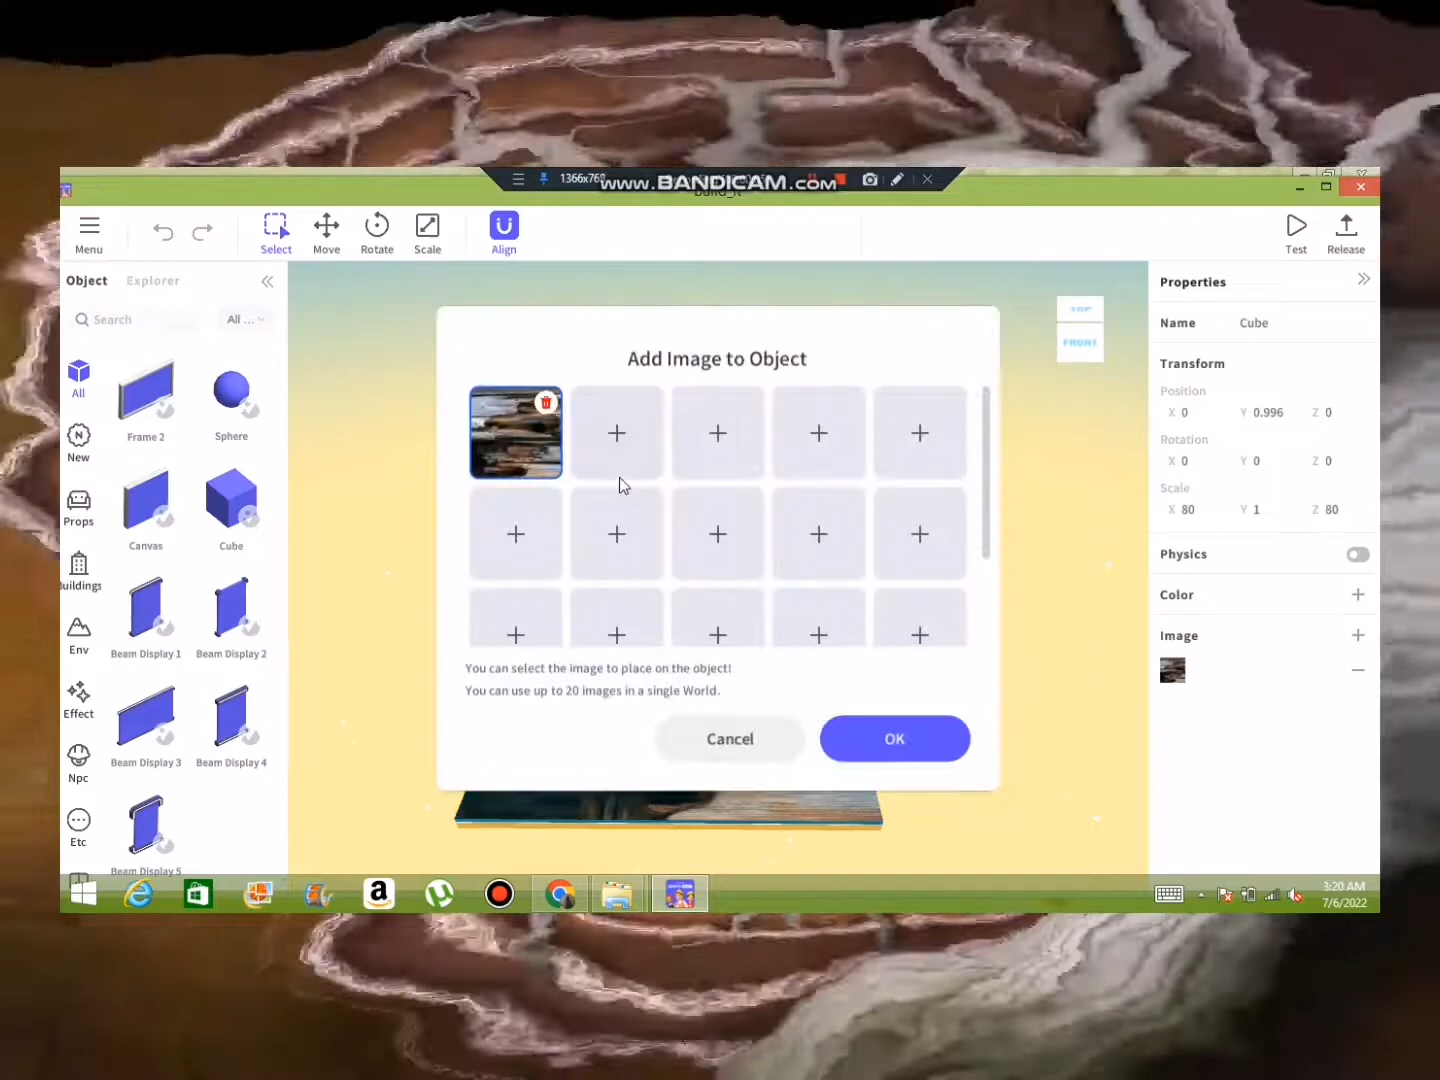 1366x768
www.BANDICAM.com
Menu
Select
Move
Rotate
Scale
Align
Test
Release
Object
Explorer
Search
All ...
All
New
Props
Buildings
Env
Effect
Npc
Etc
Frame 2
Sphere
Canvas
Cube
Beam Display 1
Beam Display 2
Beam Display 3
Beam Display 4
Beam Display 5
Add Image to Object
You can select the image to place on the object!
You can use up to 20 images in a single World.
Cancel
OK
TOP
FRONT
Properties
Name Cube
Transform
Position
X 0 Y 0.996 Z 0
Rotation
X 0 Y 0 Z 0
Scale
X 80 Y 1 Z 80
Physics
Color
Image
3:20 AM
7/6/2022